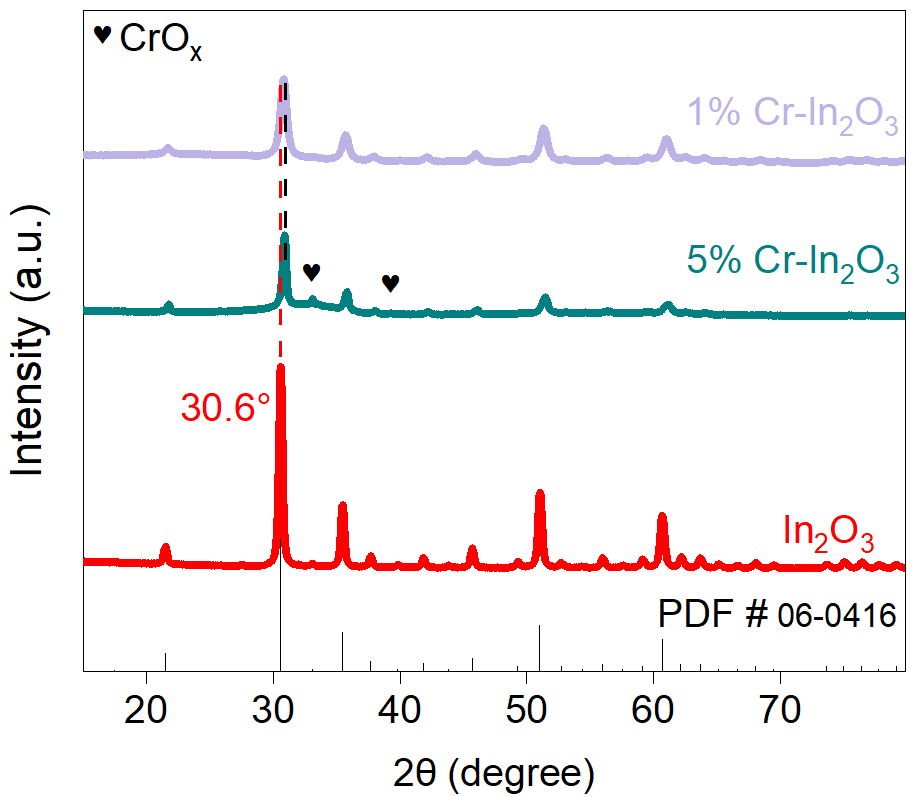 ♥ CrOₓ
1% Cr-In₂O₃
5% Cr-In₂O₃
♥ ♥
30.6°
In₂O₃
PDF # 06-0416
20 30 40 50 60 70
2θ (degree)
Intensity (a.u.)